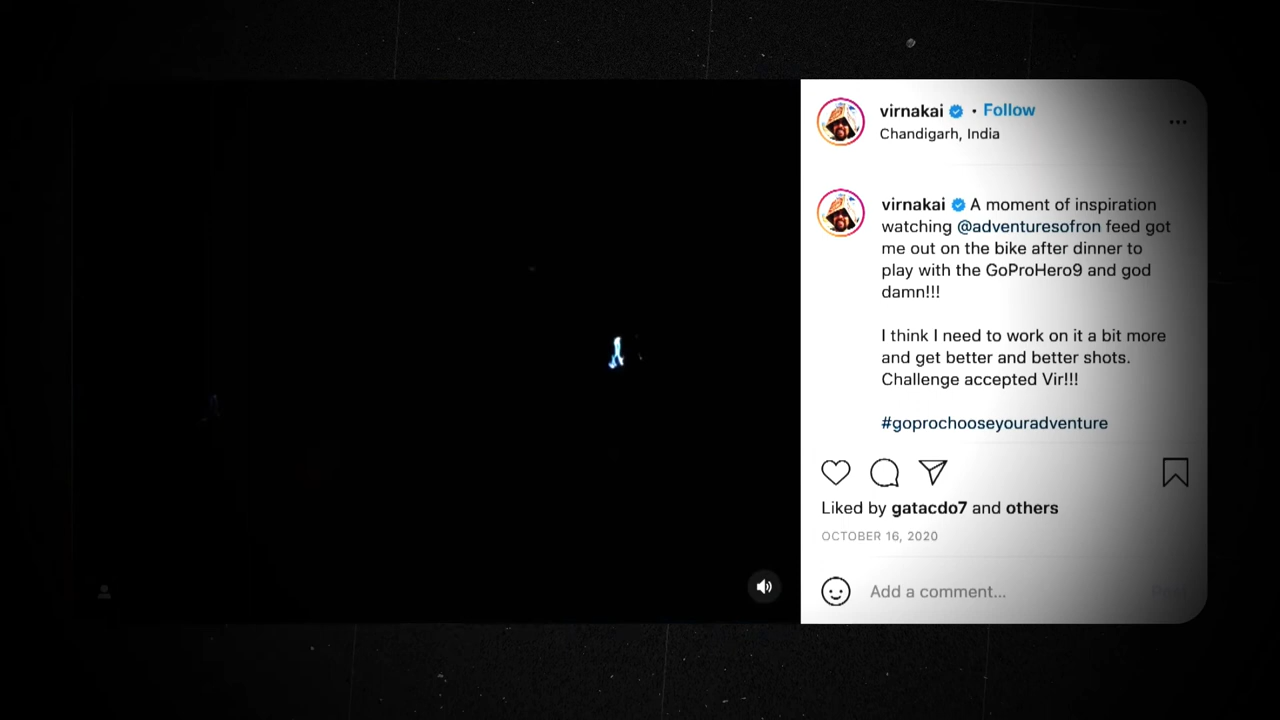 virnakai • Follow
Chandigarh, India
virnakai A moment of inspiration
watching @adventuresofron feed got
me out on the bike after dinner to
play with the GoProHero9 and god
damn!!!
I think I need to work on it a bit more
and get better and better shots.
Challenge accepted Vir!!!
#goprochooseyouradventure
Liked by gatacdo7 and others
OCTOBER 16, 2020
Add a comment...